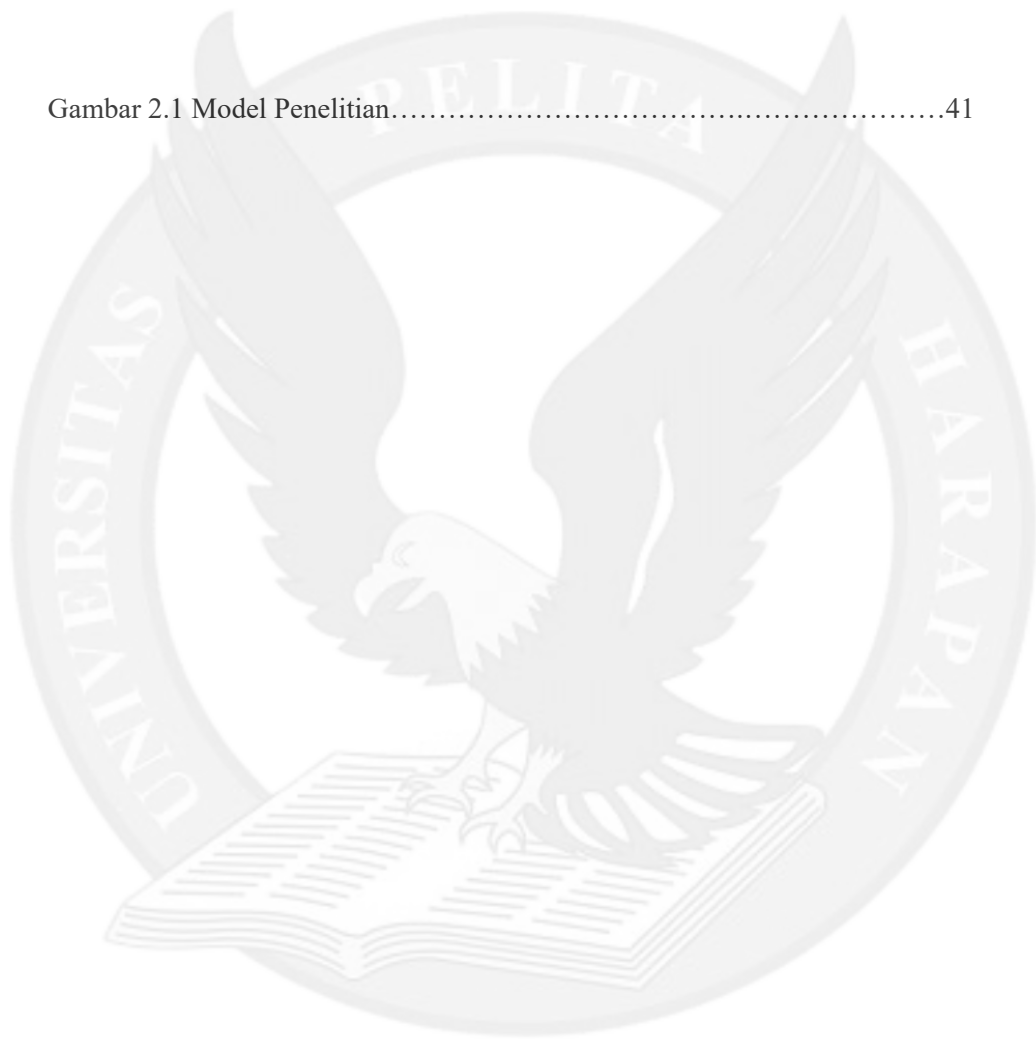 Gambar 2.1 Model Penelitian……………………………….…………………41
UNIVERSITAS PELITA HARAPAN